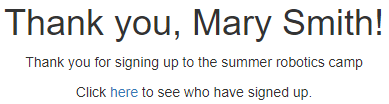 Thank you, Mary Smith!
Thank you for signing up to the summer robotics camp
Click here to see who have signed up.